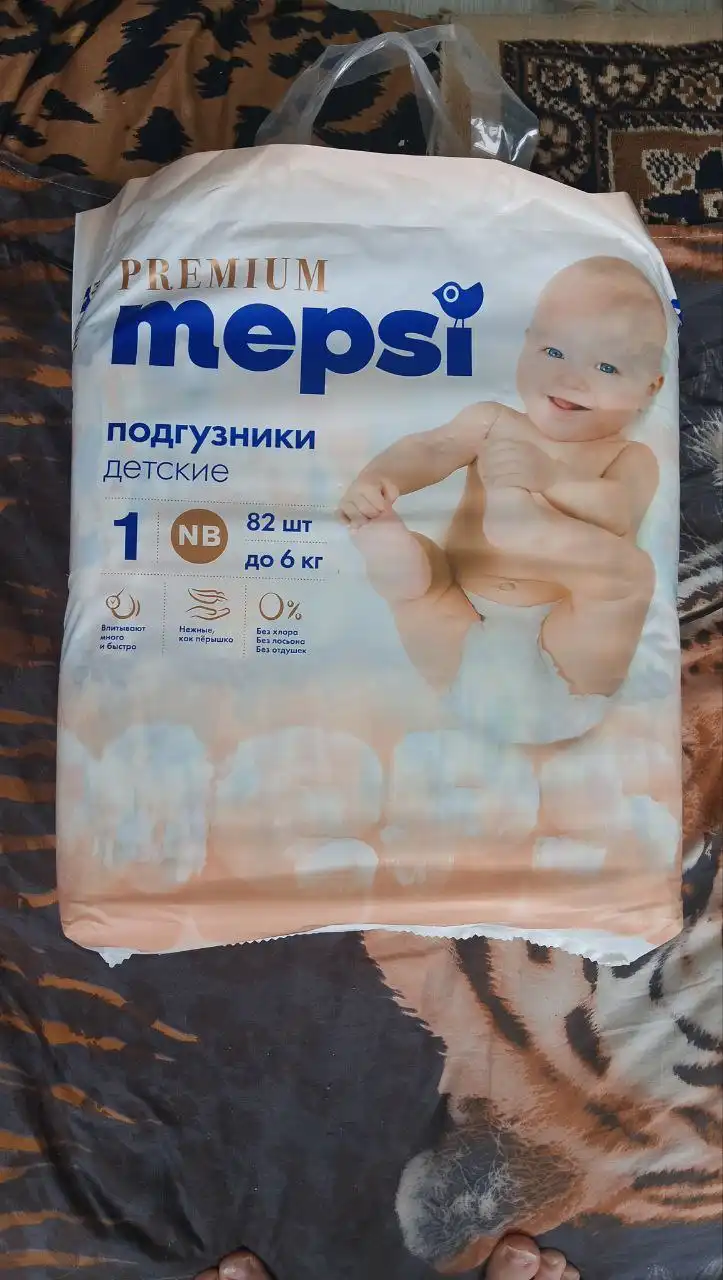 PREMIUM
mepsi
подгузники
детские
1 NB 82 шт
до 6 кг
Впитывают
много
и быстро
Нежные,
как пёрышко
0%
Без хлора
Без лосьона
Без отдушек